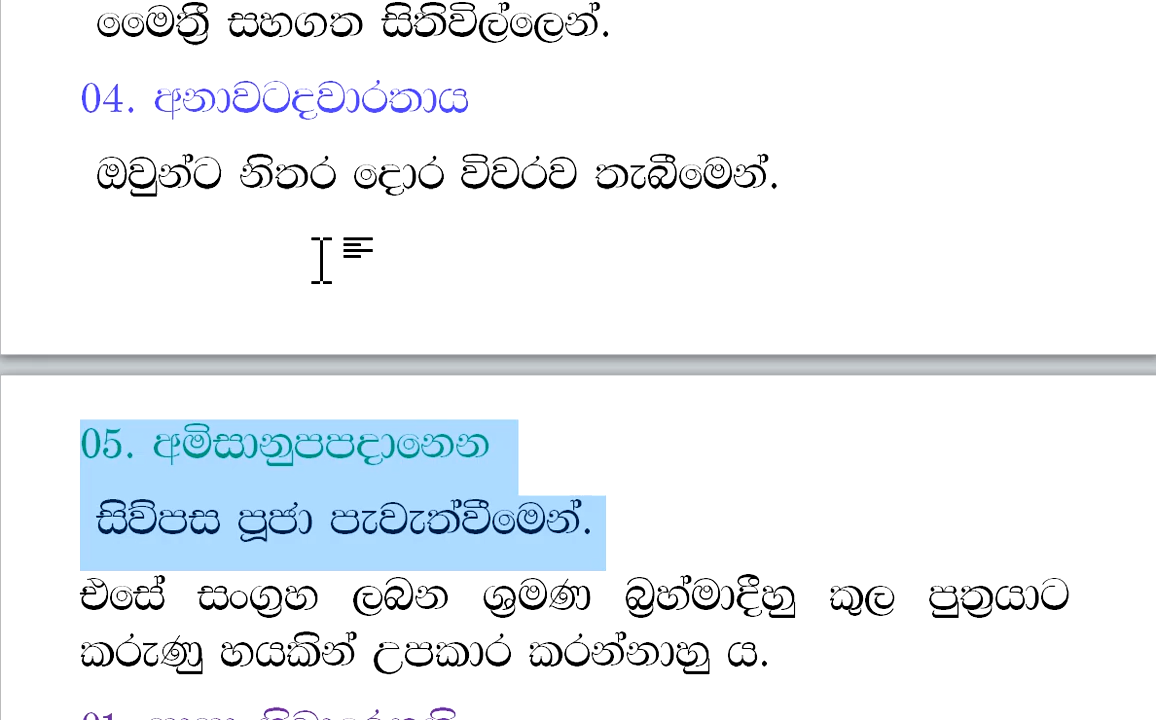 මෛත්‍රී සහගත සිතිවිල්ලෙන්.
04. අනාවටදවාරතාය
ඔවුන්ට නිතර දොර විවරව තැබීමෙන්.
05. අමිසානුපපදානෙන
සිව්පස පූජා පැවැත්වීමෙන්.
එසේ සංග්‍රහ ලබන ශ්‍රමණ බ්‍රහ්මාදීහු කුල පුත්‍රයාට
කරුණු හයකින් උපකාර කරන්නාහු ය.